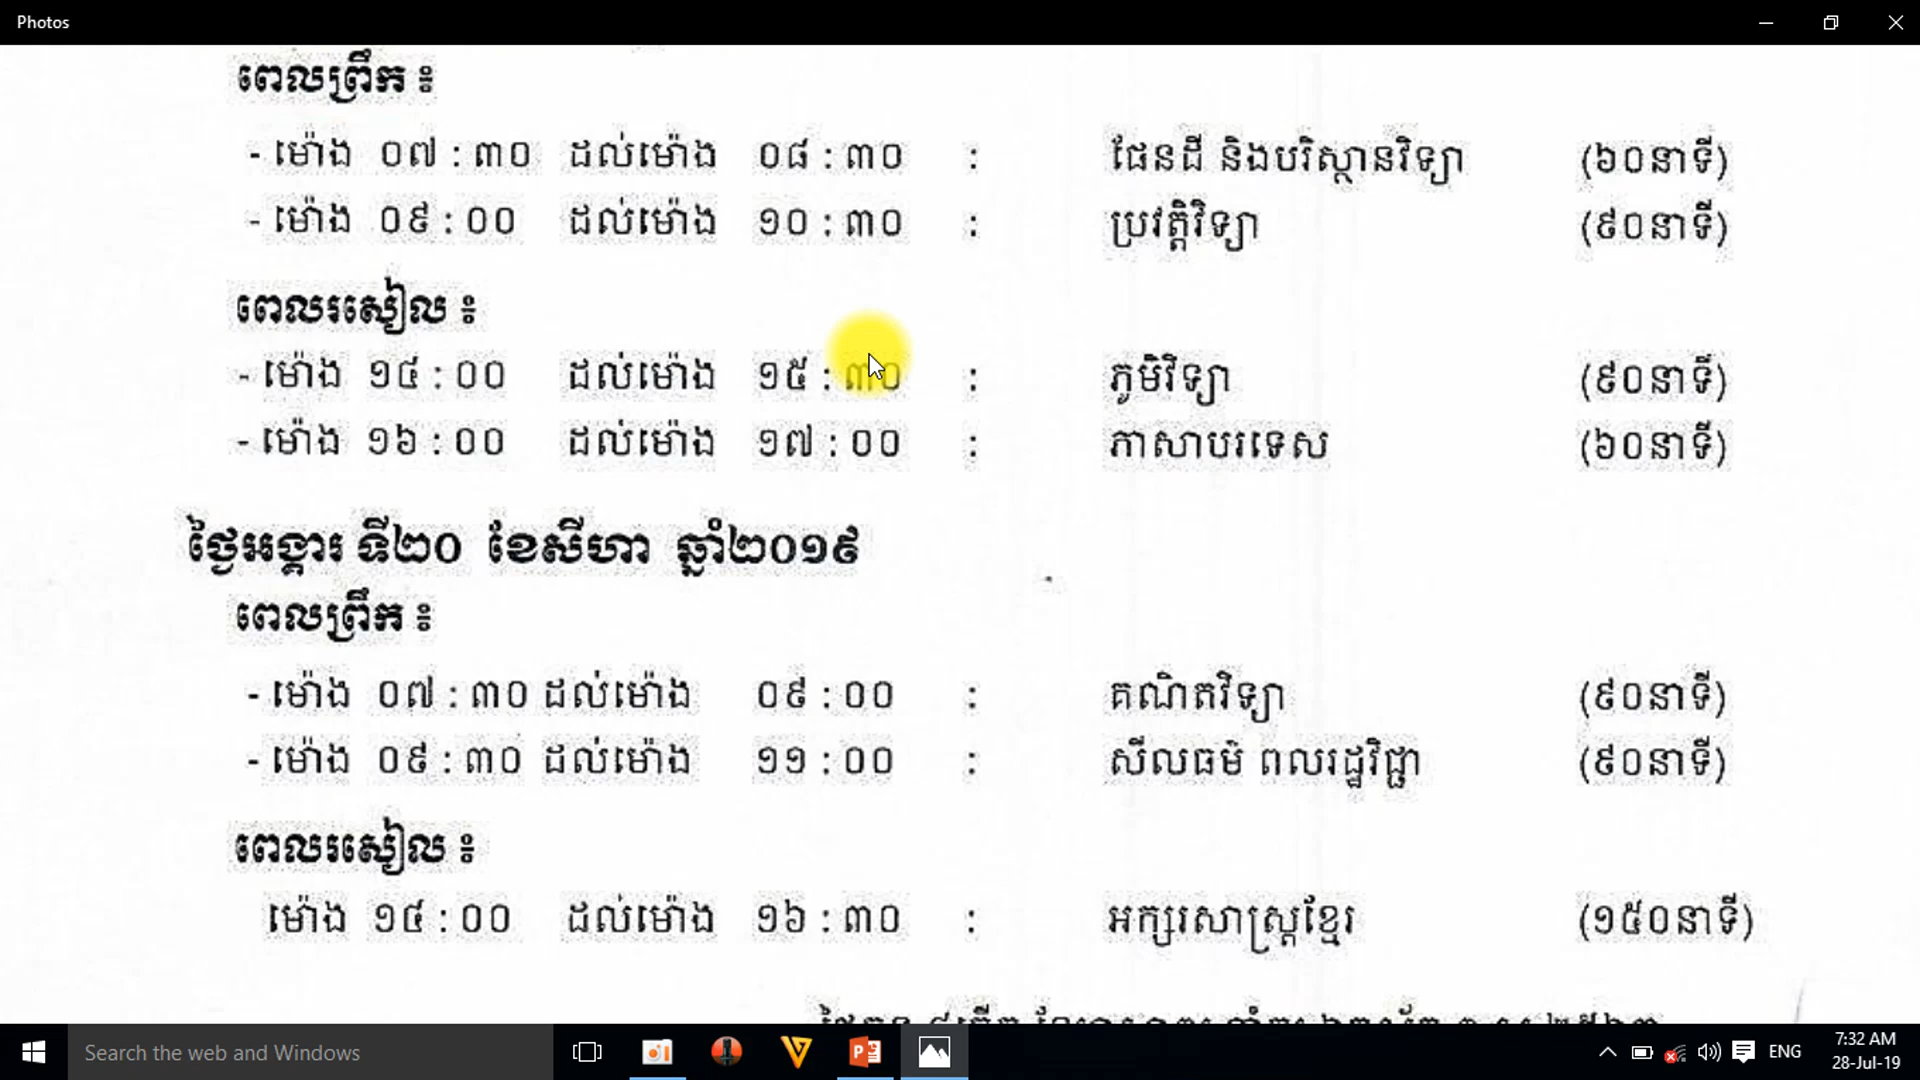 Photos
ពេលព្រឹក ៖
- ម៉ោង ០៧ : ៣០ ដល់ម៉ោង ០៨ : ៣០ : ផែនដី និងបរិស្ថានវិទ្យា (៦០នាទី)
- ម៉ោង ០៩ : ០០ ដល់ម៉ោង ១០ : ៣០ : ប្រវត្តិវិទ្យា (៩០នាទី)
ពេលរសៀល ៖
- ម៉ោង ១៤ : ០០ ដល់ម៉ោង ១៥ : ៣០ : ភូមិវិទ្យា (៩០នាទី)
- ម៉ោង ១៦ : ០០ ដល់ម៉ោង ១៧ : ០០ : ភាសាបរទេស (៦០នាទី)
ថ្ងៃអង្គារ ទី២០ ខែសីហា ឆ្នាំ២០១៩
ពេលព្រឹក ៖
- ម៉ោង ០៧ : ៣០ ដល់ម៉ោង ០៩ : ០០ : គណិតវិទ្យា (៩០នាទី)
- ម៉ោង ០៩ : ៣០ ដល់ម៉ោង ១១ : ០០ : សីលធម៌ ពលរដ្ឋវិជ្ជា (៩០នាទី)
ពេលរសៀល ៖
ម៉ោង ១៤ : ០០ ដល់ម៉ោង ១៦ : ៣០ : អក្សរសាស្ត្រខ្មែរ (១៥០នាទី)
Search the web and Windows
ENG
7:32 AM
28-Jul-19